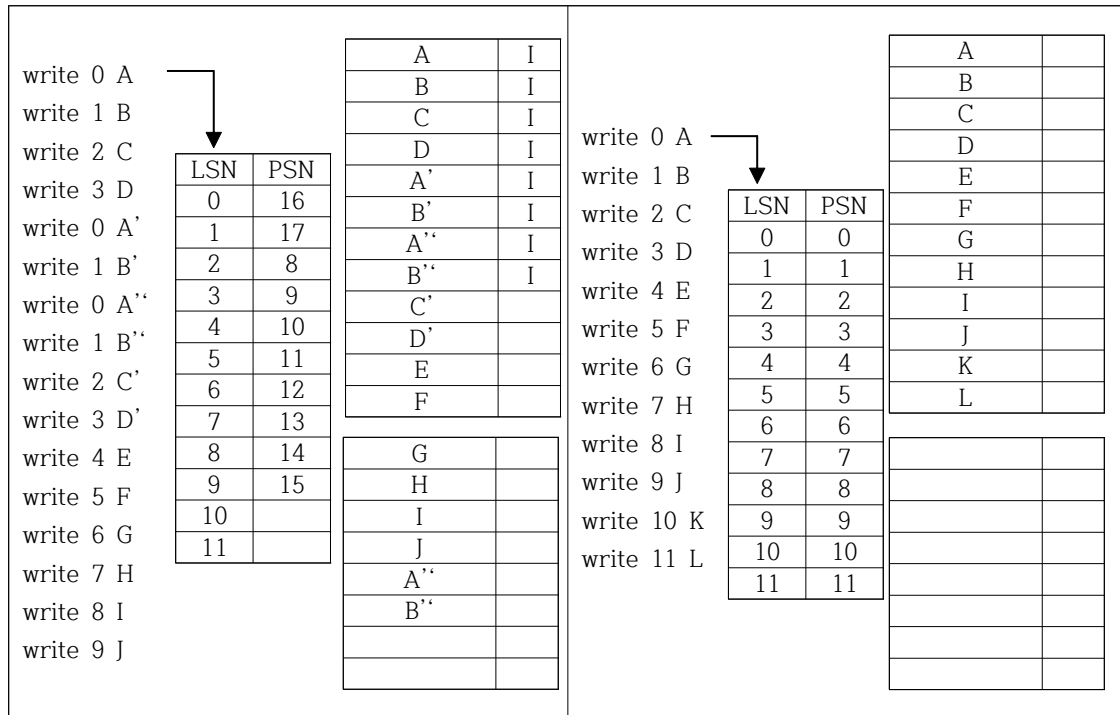 write 0 A
write 1 B
write 2 C
write 3 D
write 0 A'
write 1 B'
write 0 A'‘
write 1 B'‘
write 2 C'
write 3 D'
write 4 E
write 5 F
write 6 G
write 7 H
write 8 I
write 9 J
LSN PSN
0 16
1 17
2 8
3 9
4 10
5 11
6 12
7 13
8 14
9 15
10
11
A I
B I
C I
D I
A' I
B' I
A'‘ I
B'‘ I
C'
D'
E
F
G
H
I
J
A'‘
B'‘
write 0 A
write 1 B
write 2 C
write 3 D
write 4 E
write 5 F
write 6 G
write 7 H
write 8 I
write 9 J
write 10 K
write 11 L
LSN PSN
0 0
1 1
2 2
3 3
4 4
5 5
6 6
7 7
8 8
9 9
10 10
11 11
A
B
C
D
E
F
G
H
I
J
K
L